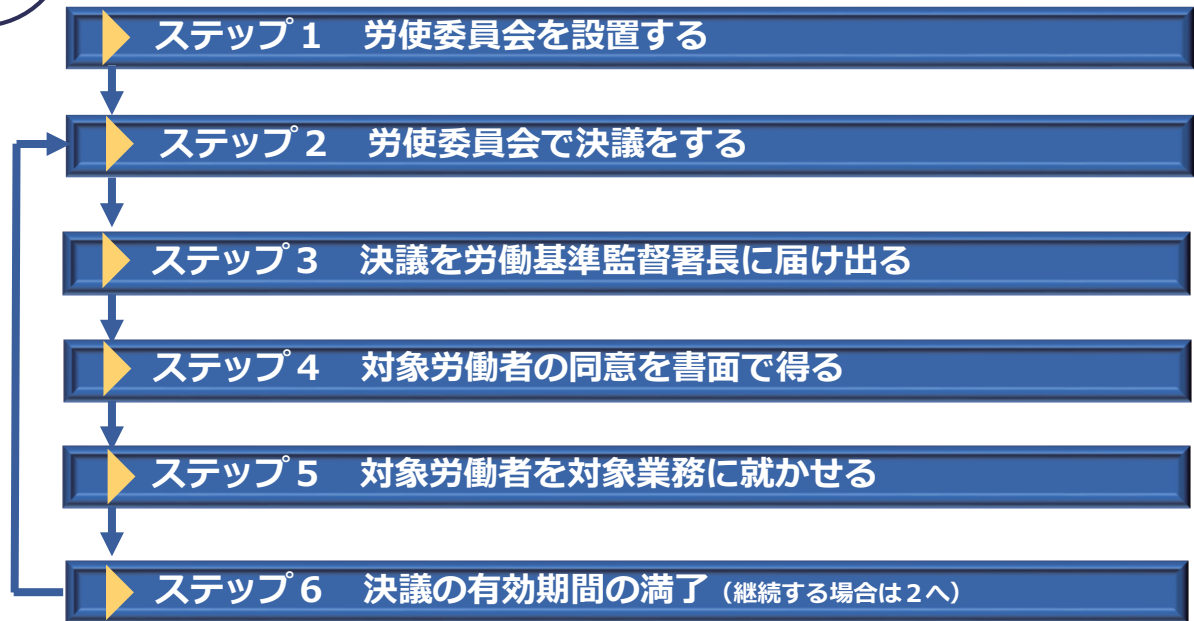 ステップ１　労使委員会を設置する
ステップ２　労使委員会で決議をする
ステップ３　決議を労働基準監督署長に届け出る
ステップ４　対象労働者の同意を書面で得る
ステップ５　対象労働者を対象業務に就かせる
ステップ６　決議の有効期間の満了（継続する場合は２へ）